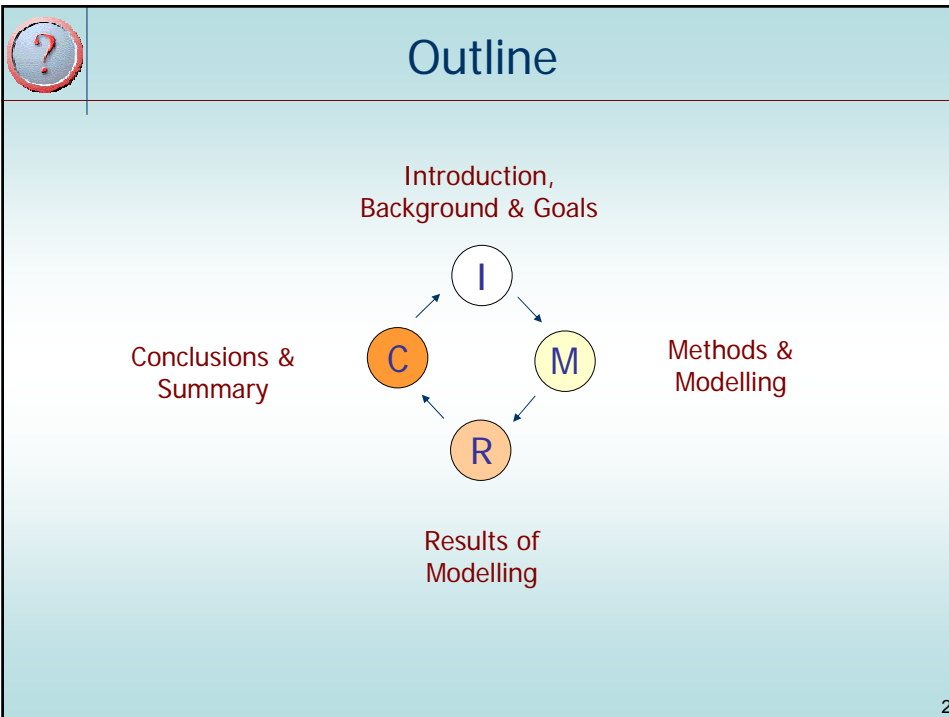 ?
Outline
Introduction,
Background & Goals
I
Conclusions &
Summary
C
M
Methods &
Modelling
R
Results of
Modelling
2